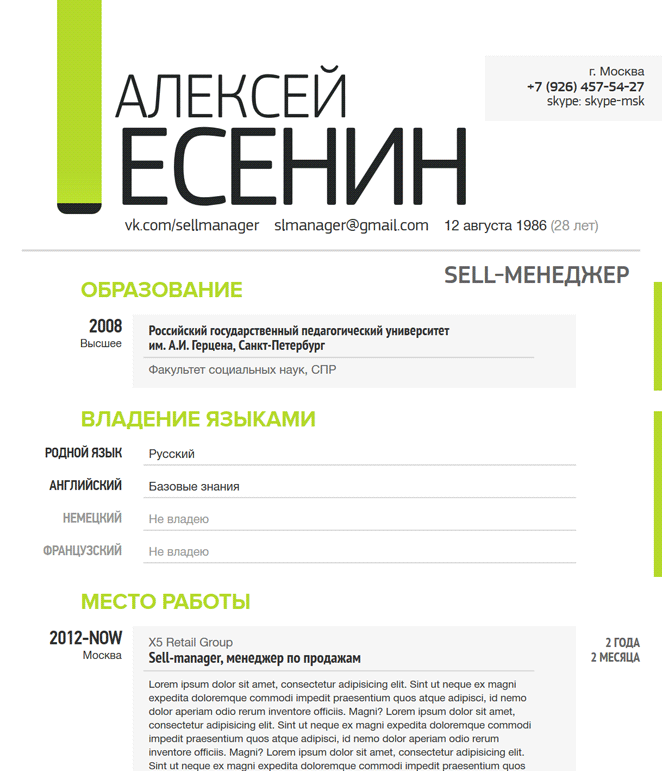 АЛЕКСЕЙ
ЕСЕНИН
г. Москва
+7 (926) 457-54-27
skype: skype-msk
vk.com/sellmanager slmanager@gmail.com 12 августа 1986 (28 лет)
SELL-МЕНЕДЖЕР
ОБРАЗОВАНИЕ
2008
Высшее
Российский государственный педагогический университет
им. А.И. Герцена, Санкт-Петербург
Факультет социальных наук, СПР
ВЛАДЕНИЕ ЯЗЫКАМИ
РОДНОЙ ЯЗЫК Русский
АНГЛИЙСКИЙ Базовые знания
НЕМЕЦКИЙ Не владею
ФРАНЦУЗСКИЙ Не владею
МЕСТО РАБОТЫ
2012-NOW
Москва
X5 Retail Group
Sell-manager, менеджер по продажам
2 ГОДА
2 МЕСЯЦА
Lorem ipsum dolor sit amet, consectetur adipisicing elit. Sint ut neque ex magni
expedita doloremque commodi impedit praesentium quos atque adipisci, id nemo
dolor aperiam odio rerum inventore officiis. Magni? Lorem ipsum dolor sit amet,
consectetur adipisicing elit. Sint ut neque ex magni expedita doloremque commodi
impedit praesentium quos atque adipisci, id nemo dolor aperiam odio rerum
inventore officiis. Magni? Lorem ipsum dolor sit amet, consectetur adipisicing elit.
Sint ut neque ex magni expedita doloremque commodi impedit praesentium quos